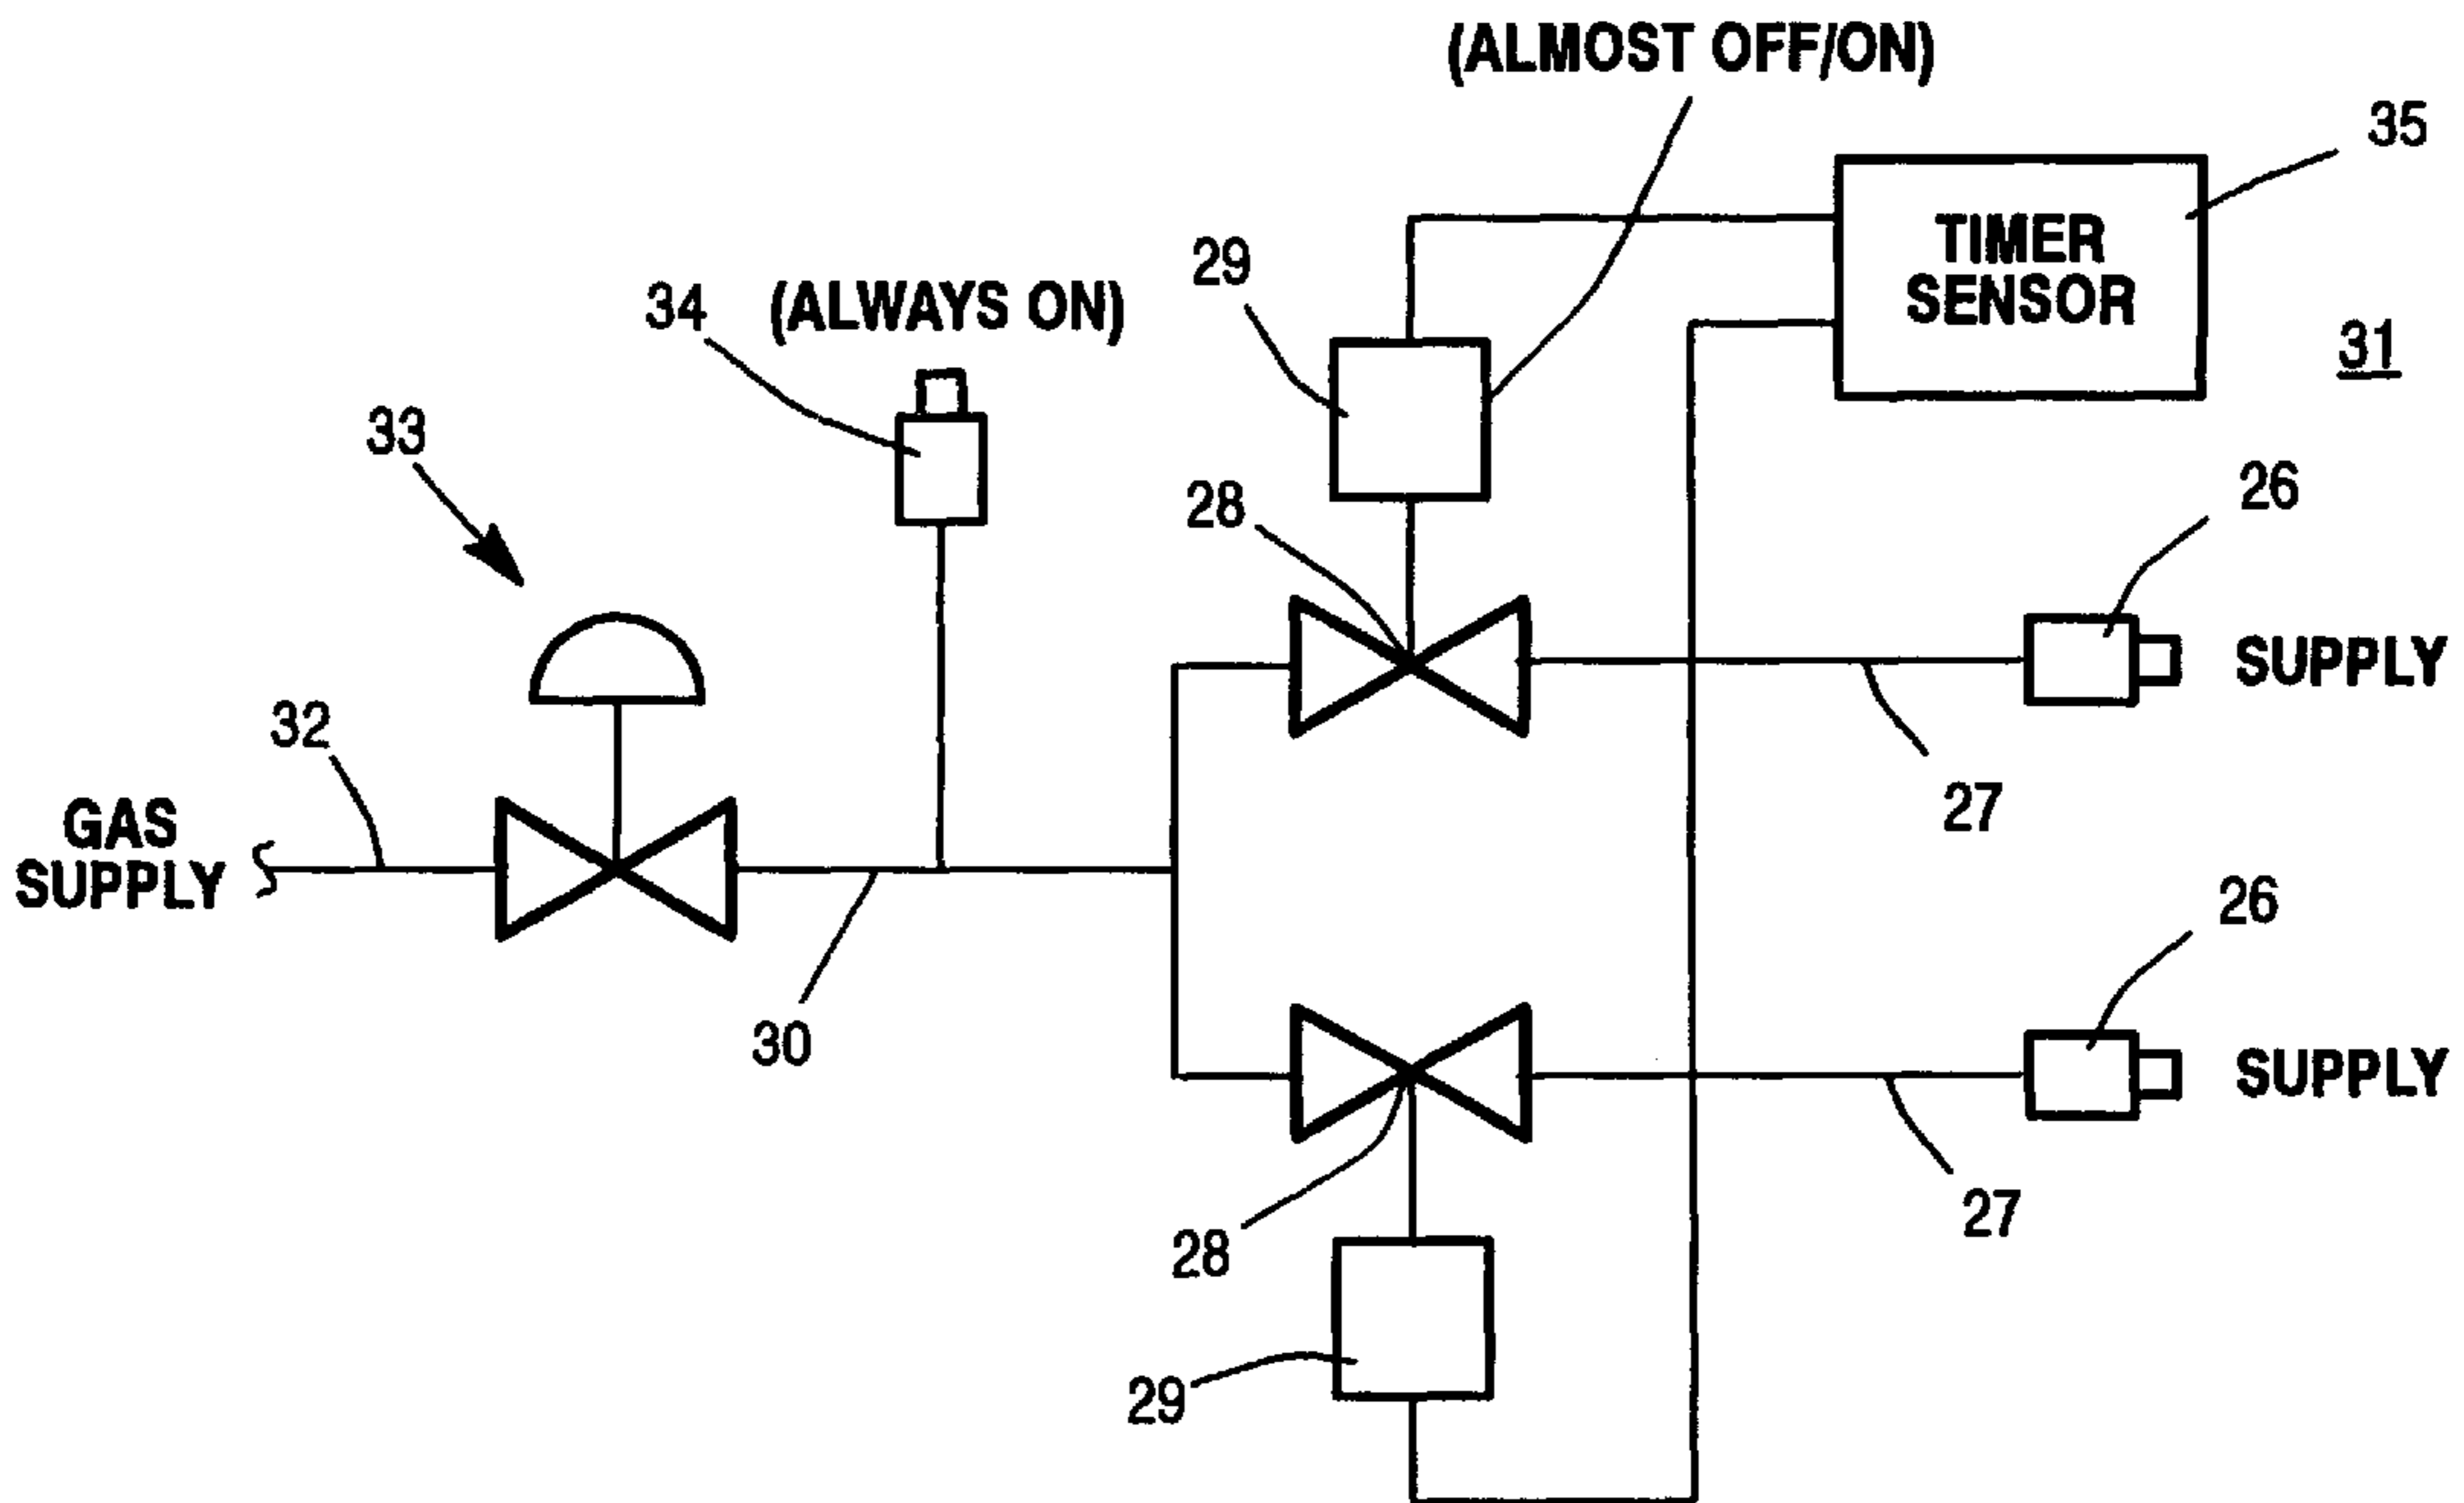 (ALMOST OFF/ON)
35
TIMER
SENSOR
31
29
34
(ALWAYS ON)
33
28
26
SUPPLY
32
27
GAS
SUPPLY
26
30
SUPPLY
28
27
29